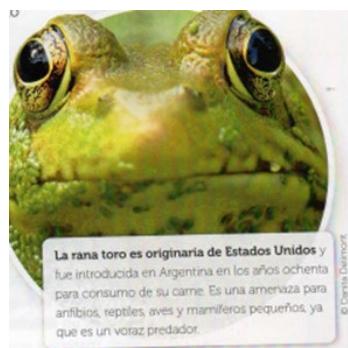 La rana toro es originaria de Estados Unidos y
fue introducida en Argentina en los años ochenta
para consumo de su carne. Es una amenaza para
anfibios, reptiles, aves y mamíferos pequeños, ya
que es un voraz predador.
© Danita Delimont